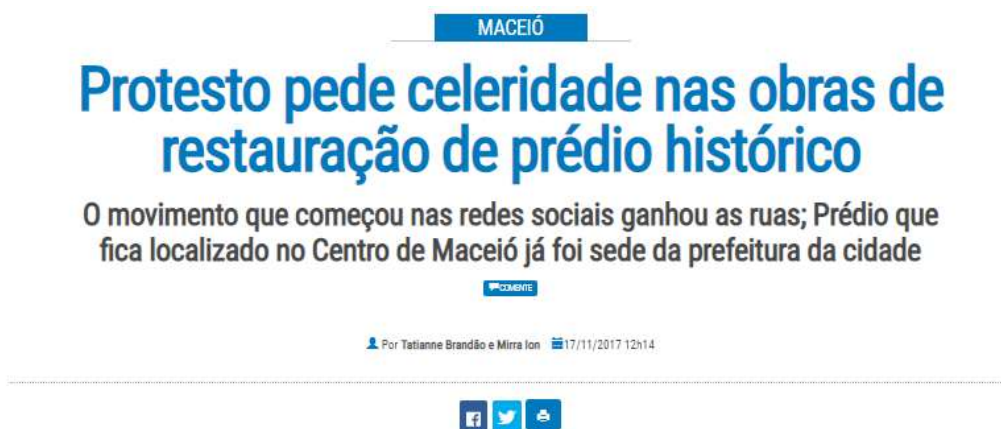 MACEIÓ
Protesto pede celeridade nas obras de
restauração de prédio histórico
O movimento que começou nas redes sociais ganhou as ruas; Prédio que
fica localizado no Centro de Maceió já foi sede da prefeitura da cidade
COMENTE
Por Tatianne Brandão e Mirra Ion 17/11/2017 12h14